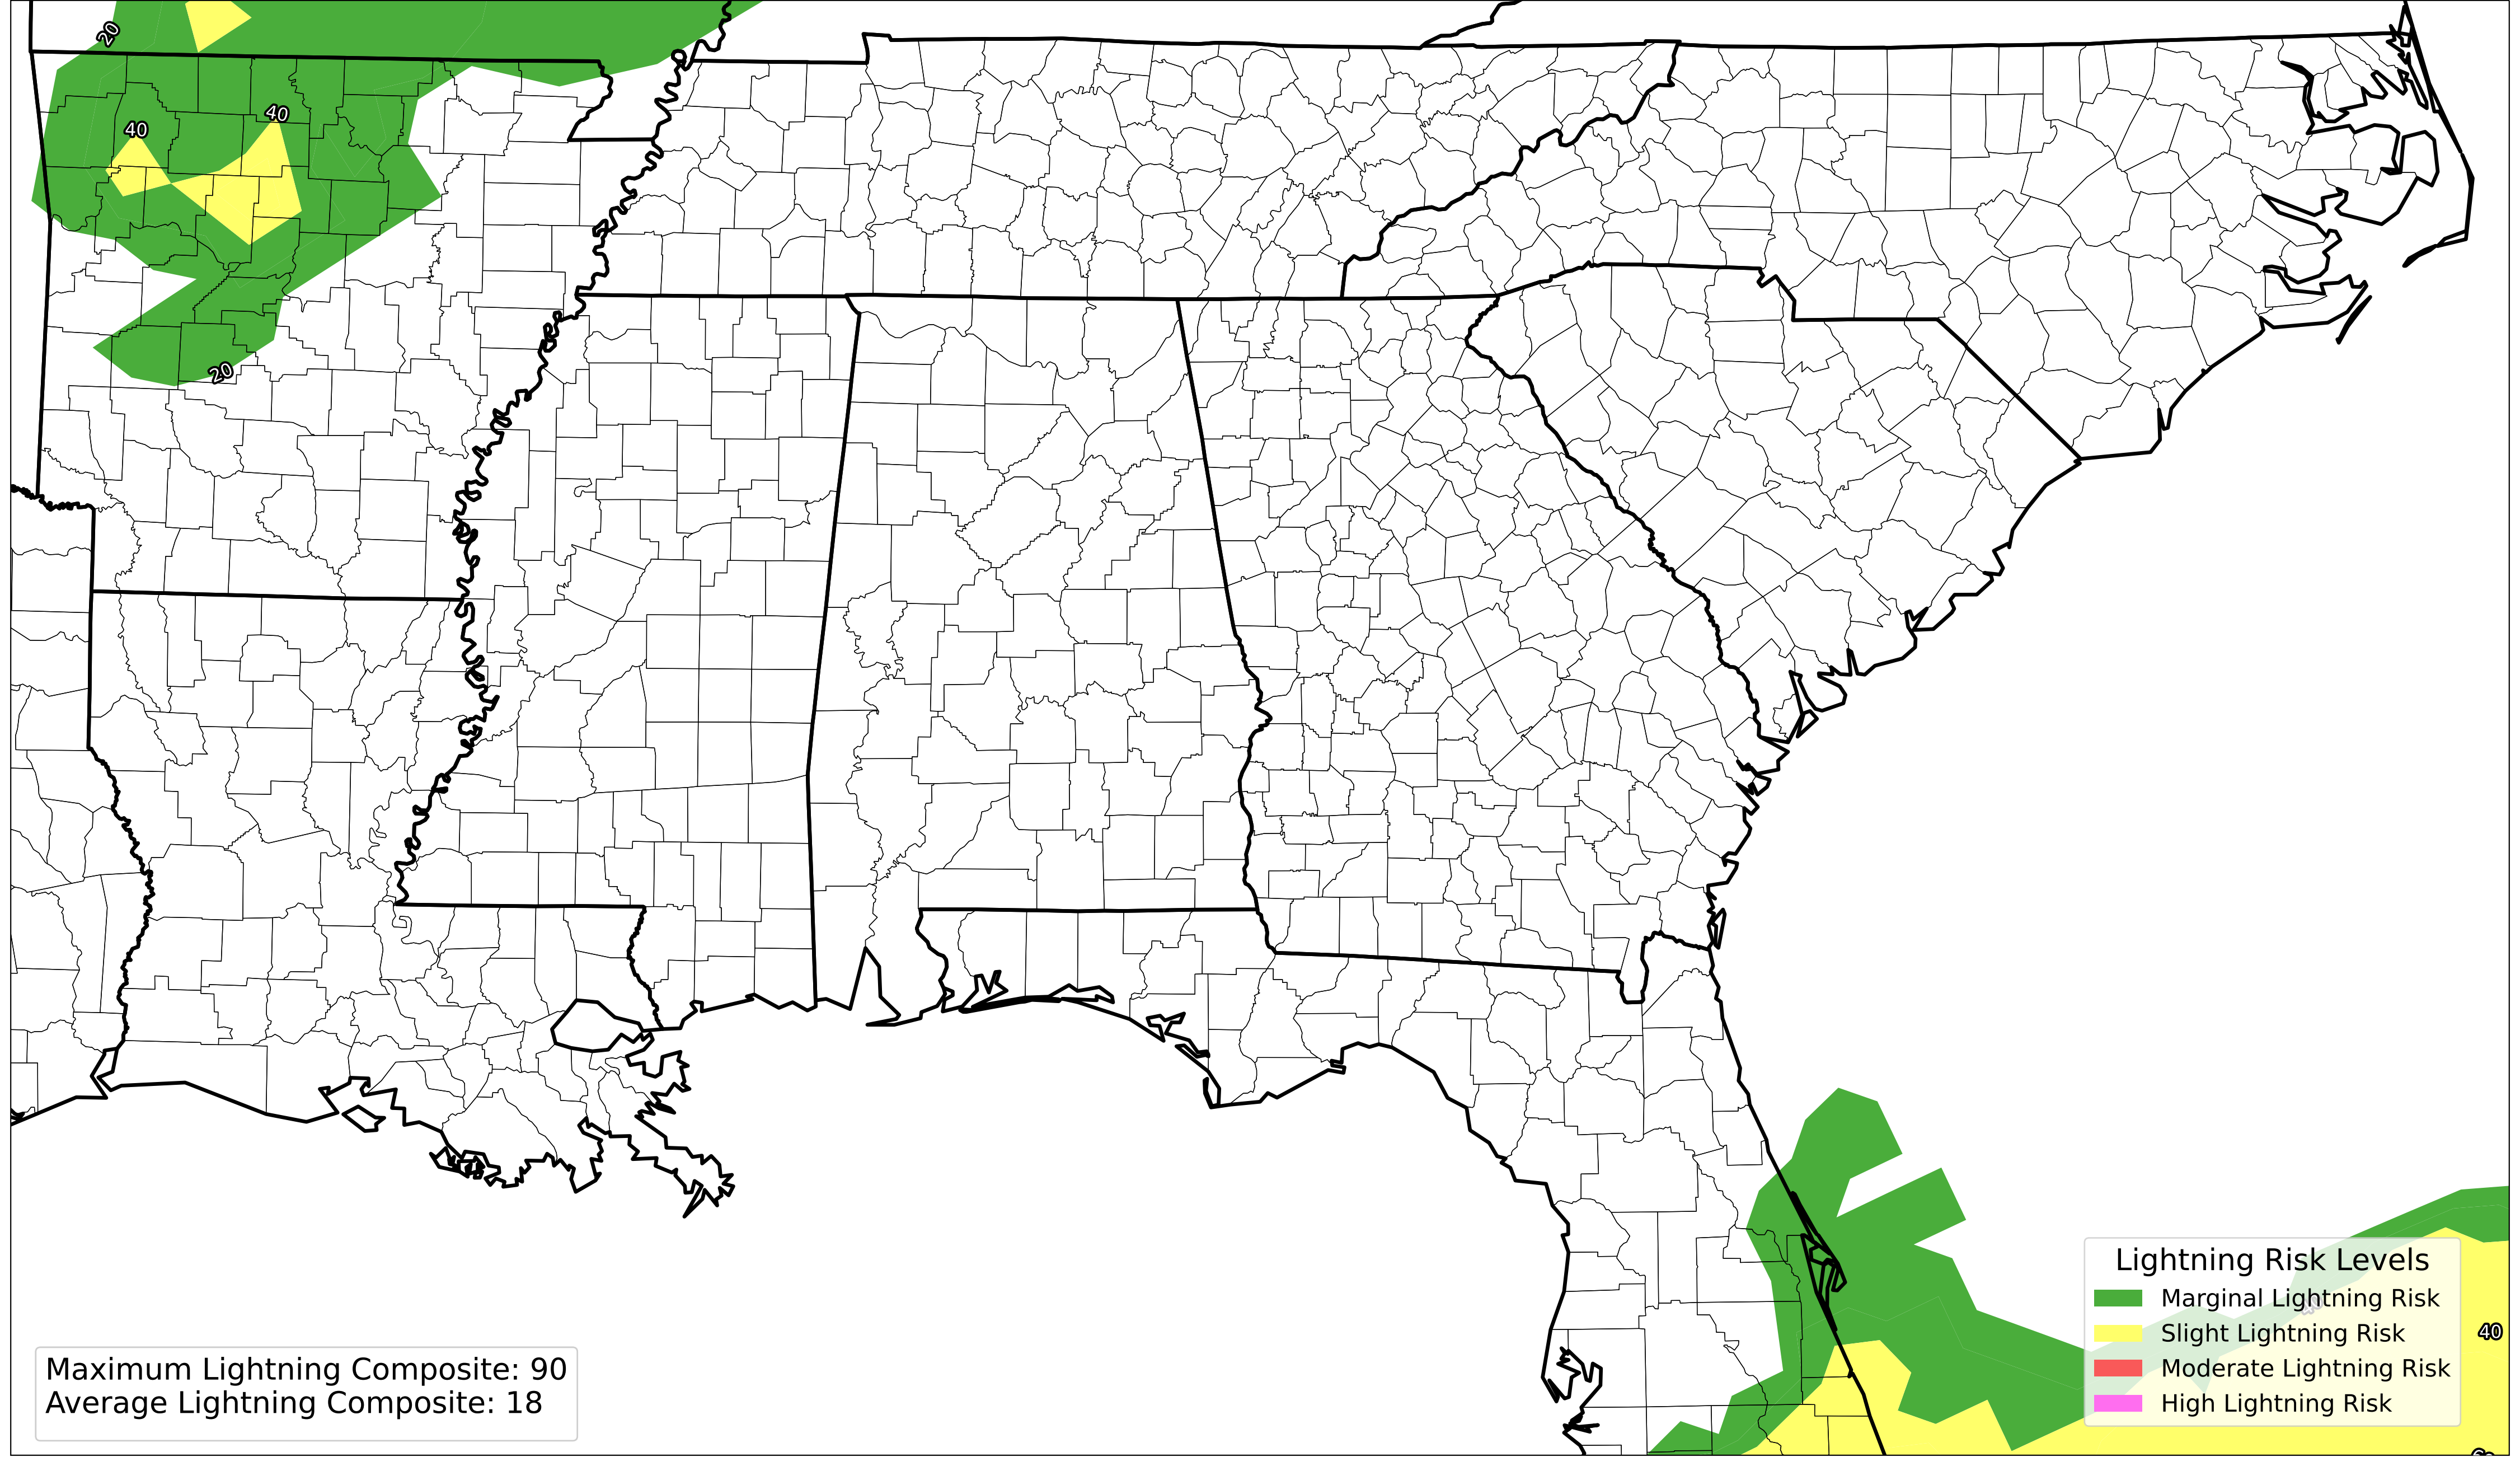 20
40
40
20
Lightning Risk Levels
Marginal Lightning Risk
Slight Lightning Risk
Moderate Lightning Risk
High Lightning Risk
40
Maximum Lightning Composite: 90
Average Lightning Composite: 18